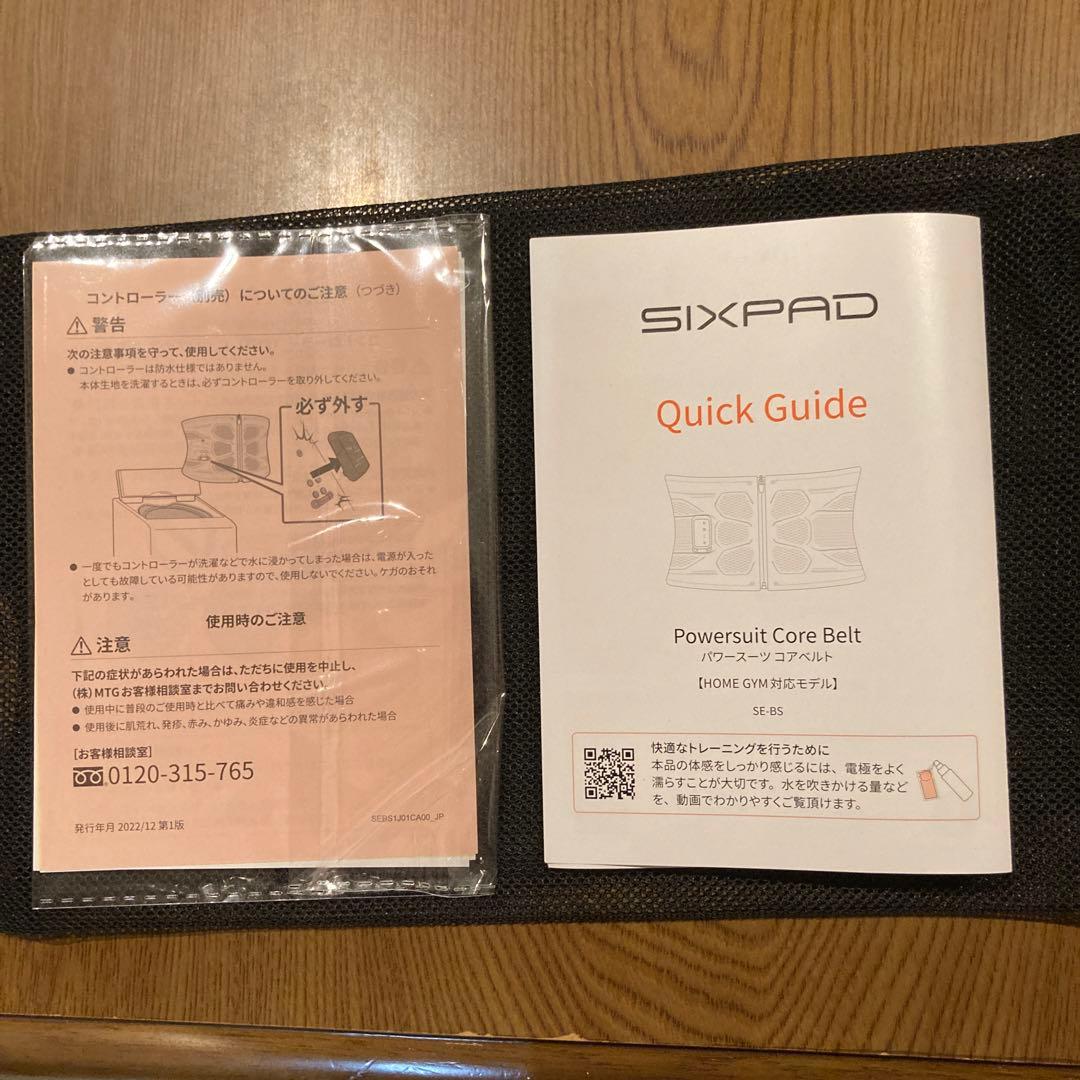 コントローラー（別売）についてのご注意（つづき）
警告
次の注意事項を守って、使用してください。
● コントローラーは防水仕様ではありません。
本体生地を洗濯するときは、必ずコントローラーを取り外してください。
必ず外す
● 一度でもコントローラーが洗濯などで水に浸かってしまった場合は、電源が入った
としても故障している可能性がありますので、使用しないでください。ケガのおそれ
があります。
使用時のご注意
注意
下記の症状があらわれた場合は、ただちに使用を中止し、
(株)MTGお客様相談室までお問い合わせください。
● 使用中に普段のご使用時と比べて痛みや違和感を感じた場合
● 使用後に肌荒れ、発疹、赤み、かゆみ、炎症などの異常があらわれた場合
［お客様相談室］
0120-315-765
発行年月 2022/12 第1版
SEBS1J01CA00_JP
SIXPAD
Quick Guide
Powersuit Core Belt
パワースーツ コアベルト
【HOME GYM対応モデル】
SE-BS
快適なトレーニングを行うために
本品の体感をしっかり感じるには、電極をよく
濡らすことが大切です。水を吹きかける量など
を、動画でわかりやすくご覧頂けます。